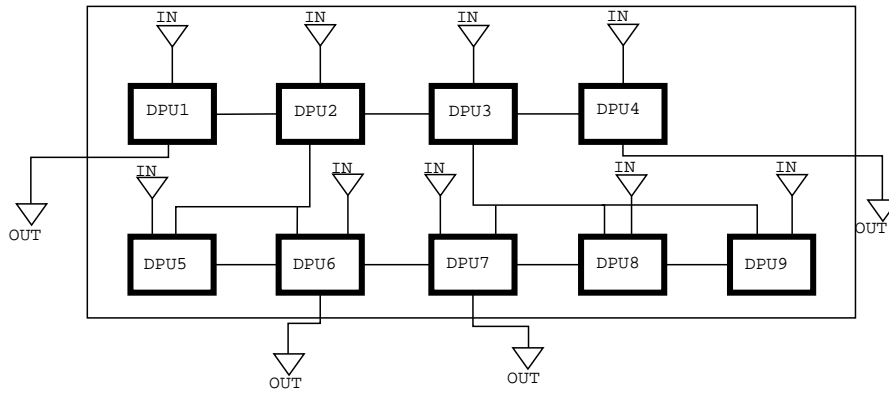 IN IN IN IN
DPU1 DPU2 DPU3 DPU4
IN IN IN IN IN
OUT OUT
DPU5 DPU6 DPU7 DPU8 DPU9
OUT OUT